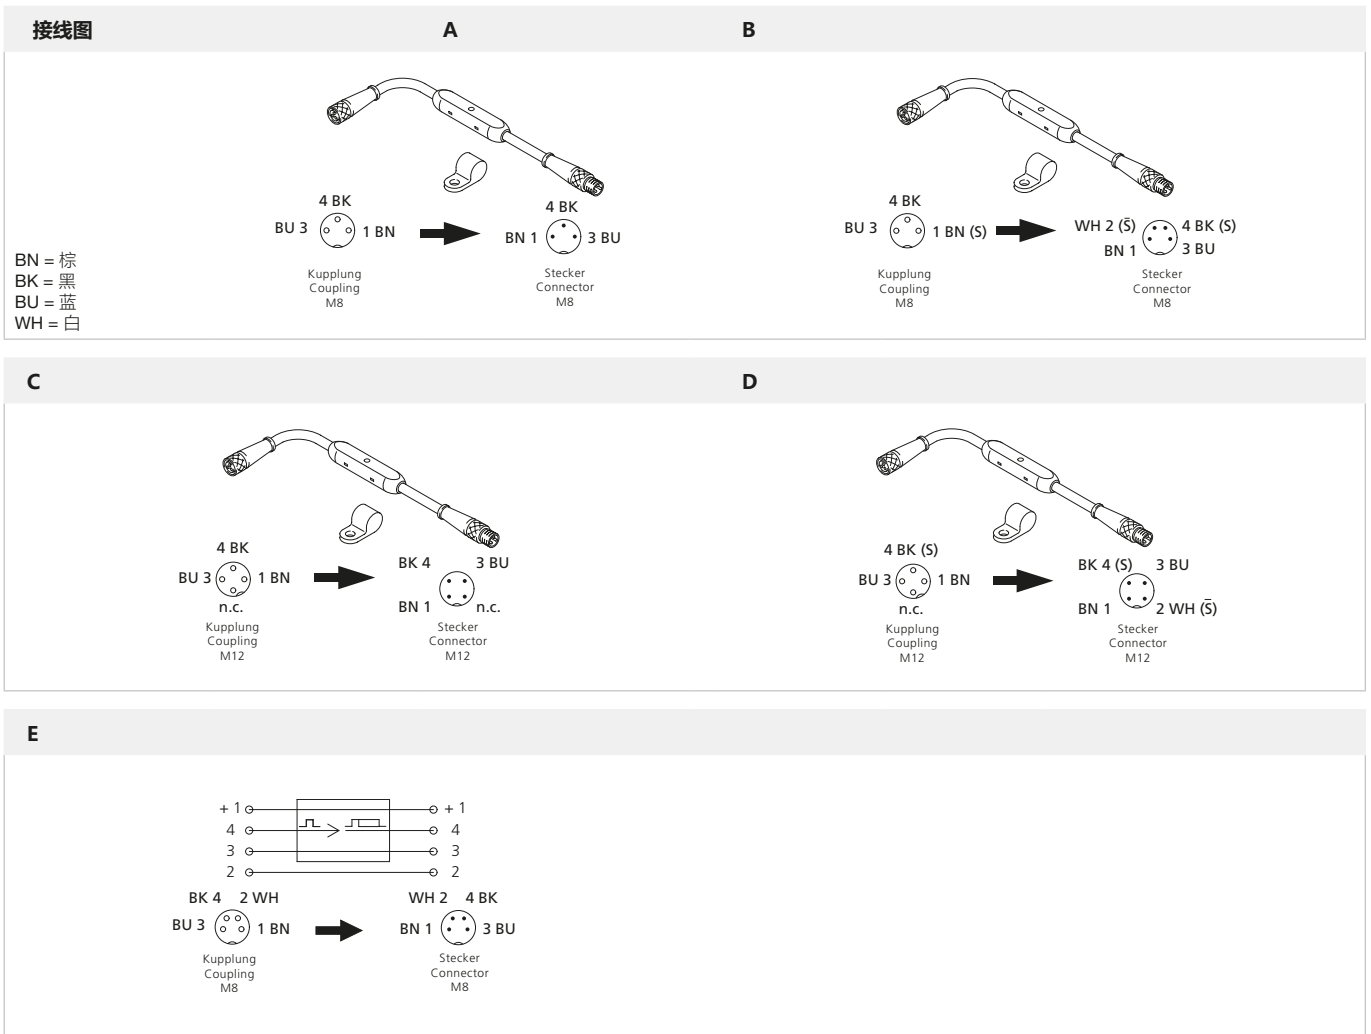 接线图 A B
4 BK
BU 3 1 BN
Kupplung
Coupling
M8
4 BK
BN 1 3 BU
Stecker
Connector
M8
4 BK
BU 3 1 BN (S)
Kupplung
Coupling
M8
WH 2 (S̄) 4 BK (S)
BN 1 3 BU
Stecker
Connector
M8
BN = 棕
BK = 黑
BU = 蓝
WH = 白
C D
4 BK
BU 3 1 BN
n.c.
Kupplung
Coupling
M12
BK 4 3 BU
BN 1 n.c.
Stecker
Connector
M12
4 BK (S)
BU 3 1 BN
n.c.
Kupplung
Coupling
M12
BK 4 (S) 3 BU
BN 1 2 WH (S̄)
Stecker
Connector
M12
E
+ 1 + 1
4 4
3 3
2 2
BK 4 2 WH
BU 3 1 BN
Kupplung
Coupling
M8
WH 2 4 BK
BN 1 3 BU
Stecker
Connector
M8